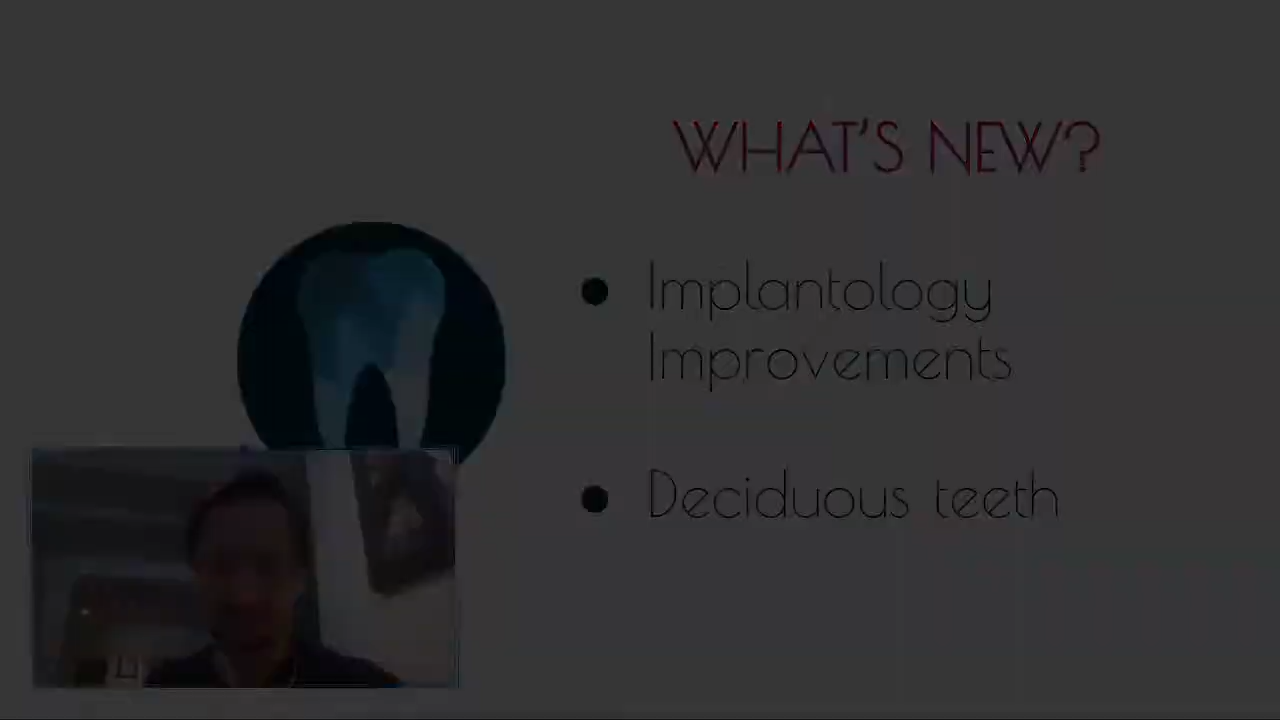 WHAT'S NEW?
● Implantology
Improvements
● Deciduous teeth